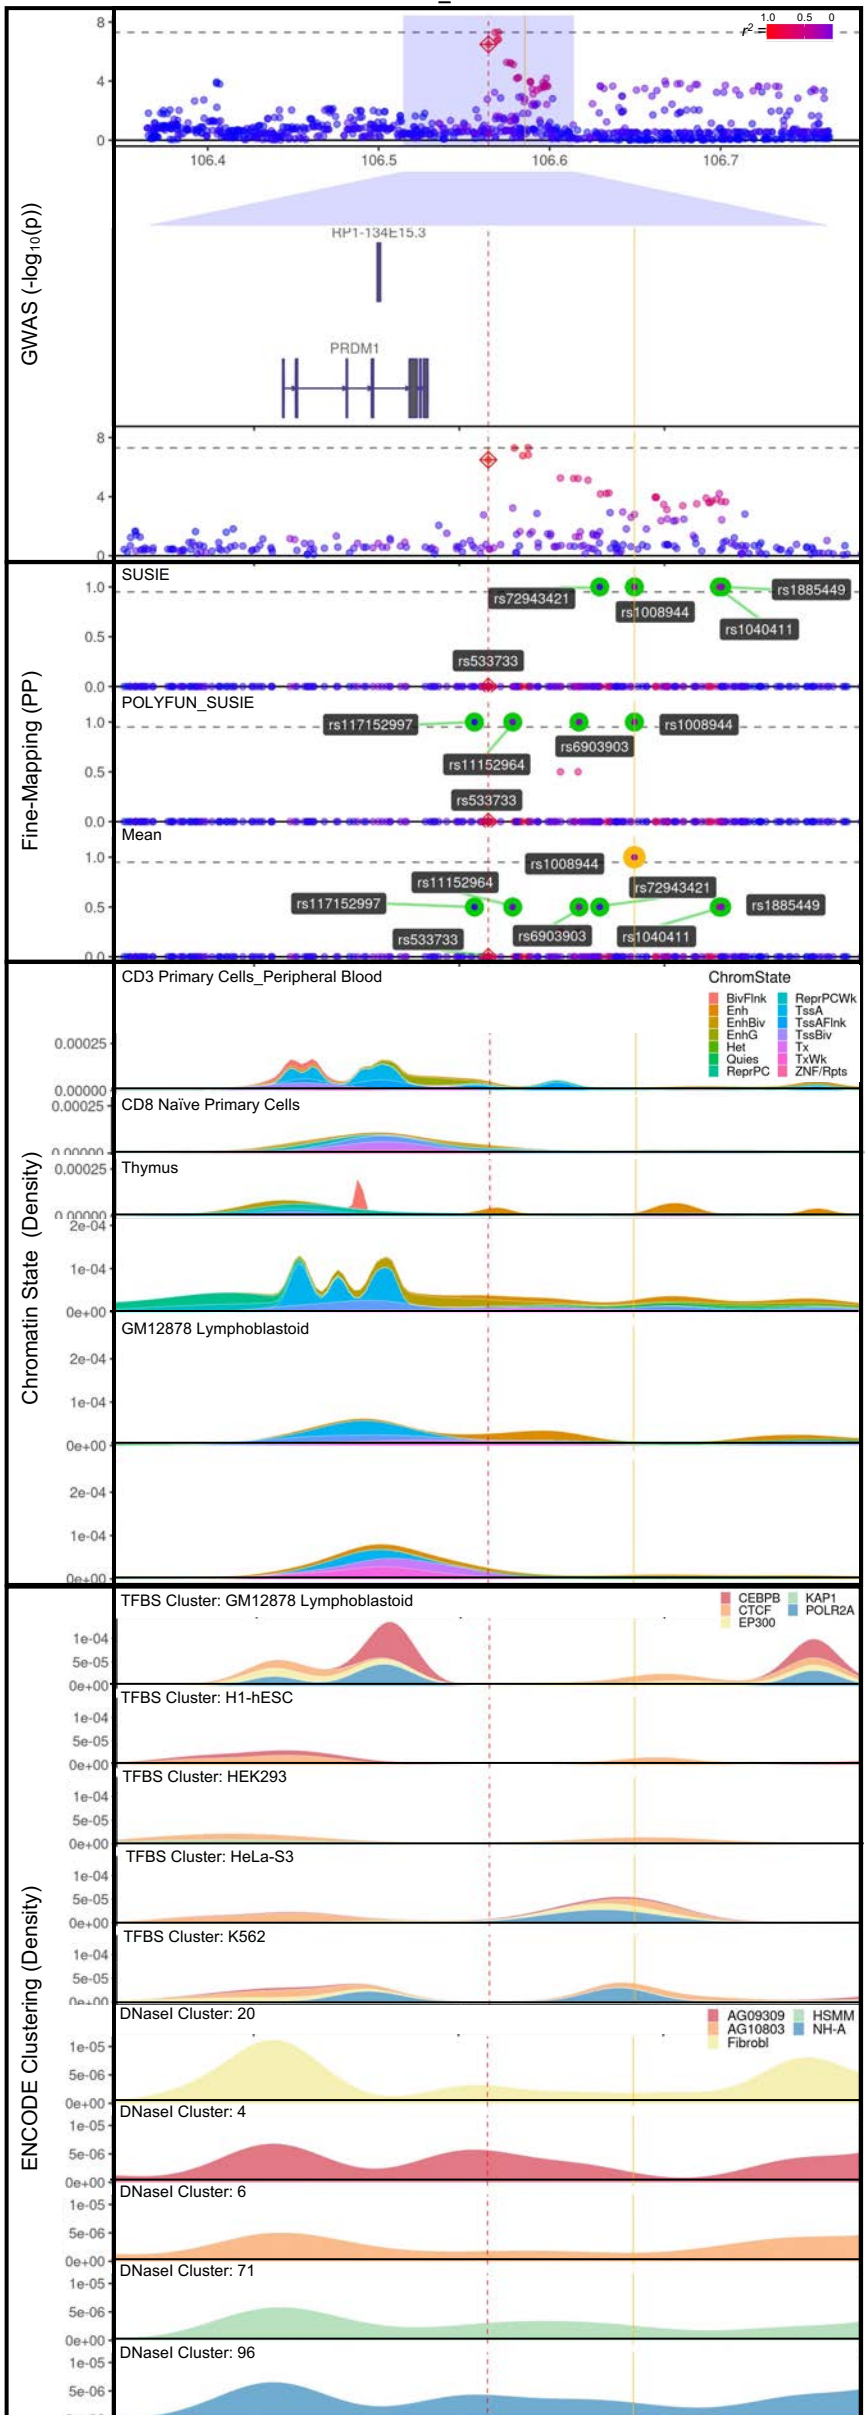 GWAS (-log10(p))
8
4
0
r² =
1.0 0.5 0
106.4 106.5 106.6 106.7
RP1-134E15.3
PRDM1
8
4
0
Fine-Mapping (PP)
SUSIE
1.0
0.5
0.0
rs72943421
rs1008944
rs1885449
rs1040411
rs533733
POLYFUN_SUSIE
1.0
0.5
0.0
rs117152997
rs11152964
rs6903903
rs1008944
rs533733
Mean
1.0
0.5
0.0
rs1008944
rs11152964
rs72943421
rs117152997
rs1885449
rs533733
rs6903903
rs1040411
Chromatin State (Density)
CD3 Primary Cells_Peripheral Blood
0.00025
0.00000
ChromState
BivFlnk ReprPCWk
Enh TssA
EnhBiv TssAFlnk
EnhG TssBiv
Het Tx
Quies TxWk
ReprPC ZNF/Rpts
CD8 Naïve Primary Cells
0.00025
0.00000
Thymus
0.00025
0.00000
2e-04
1e-04
0e+00
GM12878 Lymphoblastoid
2e-04
1e-04
0e+00
2e-04
1e-04
0e+00
ENCODE Clustering (Density)
TFBS Cluster: GM12878 Lymphoblastoid
1e-04
5e-05
0e+00
CEBPB KAP1
CTCF POLR2A
EP300
TFBS Cluster: H1-hESC
1e-04
5e-05
0e+00
TFBS Cluster: HEK293
1e-04
5e-05
0e+00
TFBS Cluster: HeLa-S3
1e-04
5e-05
0e+00
TFBS Cluster: K562
1e-04
5e-05
0e+00
DNaseI Cluster: 20
1e-05
5e-06
0e+00
AG09309 HSMM
AG10803 NH-A
Fibrobl
DNaseI Cluster: 4
1e-05
5e-06
0e+00
DNaseI Cluster: 6
1e-05
5e-06
0e+00
DNaseI Cluster: 71
1e-05
5e-06
0e+00
DNaseI Cluster: 96
1e-05
5e-06